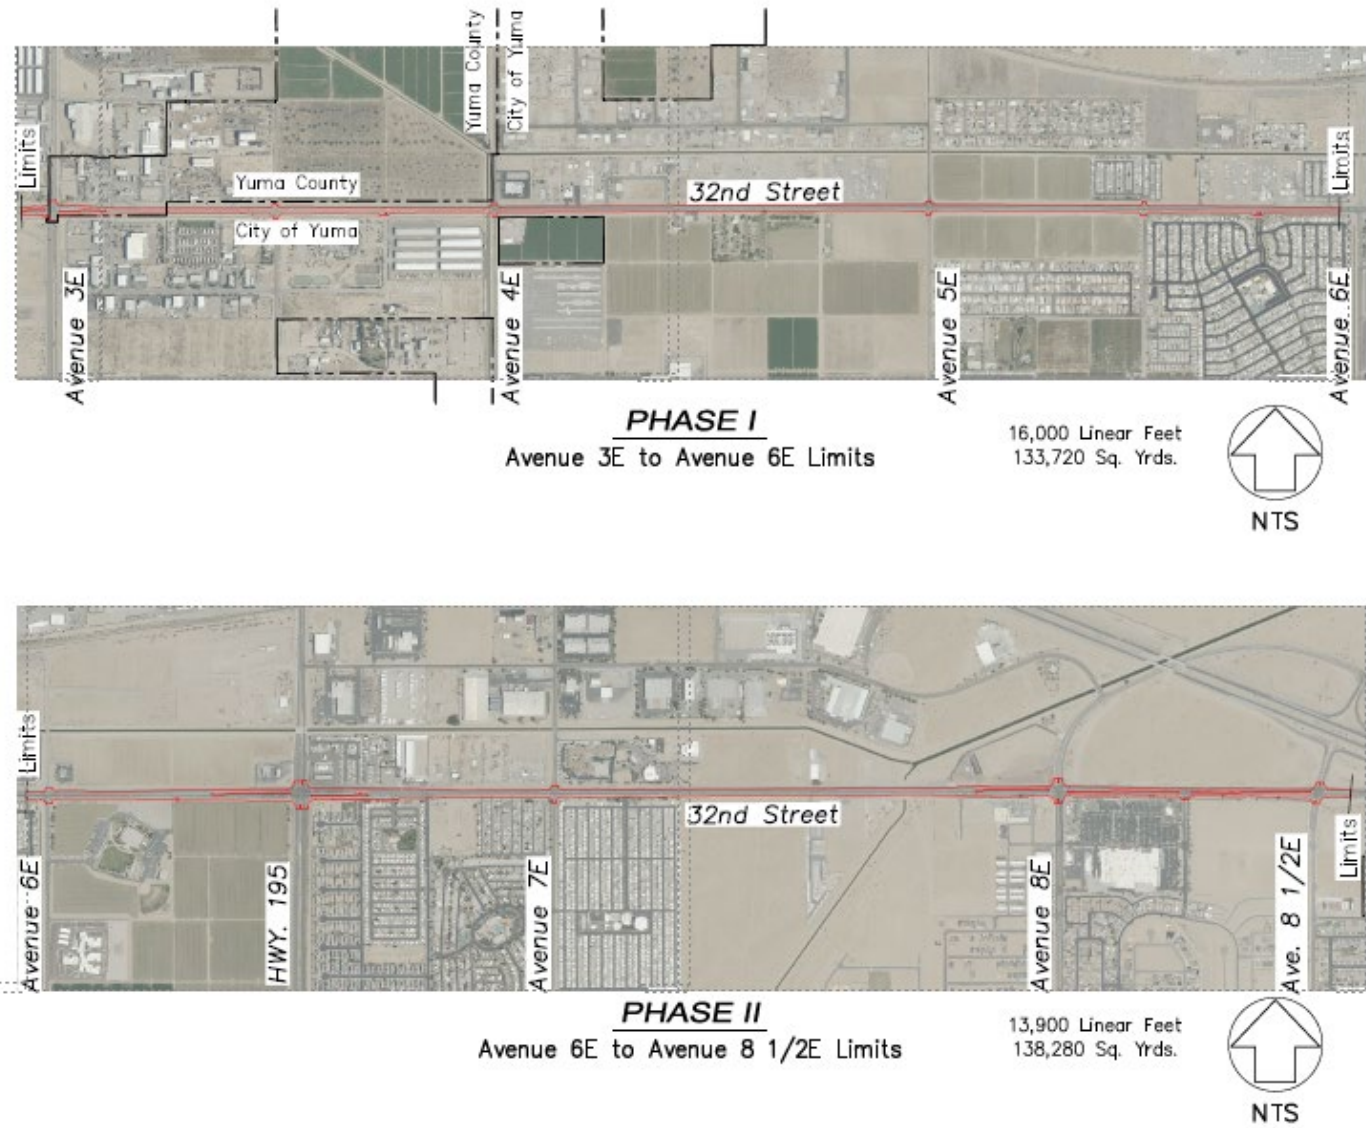 Yuma County
City of Yuma
Limits
Limits
Yuma County
32nd Street
City of Yuma
Avenue 3E
Avenue 4E
Avenue 5E
Avenue 6E
PHASE I
Avenue 3E to Avenue 6E Limits
16,000 Linear Feet
133,720 Sq. Yrds.
NTS
Limits
32nd Street
Limits
Avenue 6E
HWY. 195
Avenue 7E
Avenue 8E
Ave. 8 1/2E
PHASE II
Avenue 6E to Avenue 8 1/2E Limits
13,900 Linear Feet
138,280 Sq. Yrds.
NTS